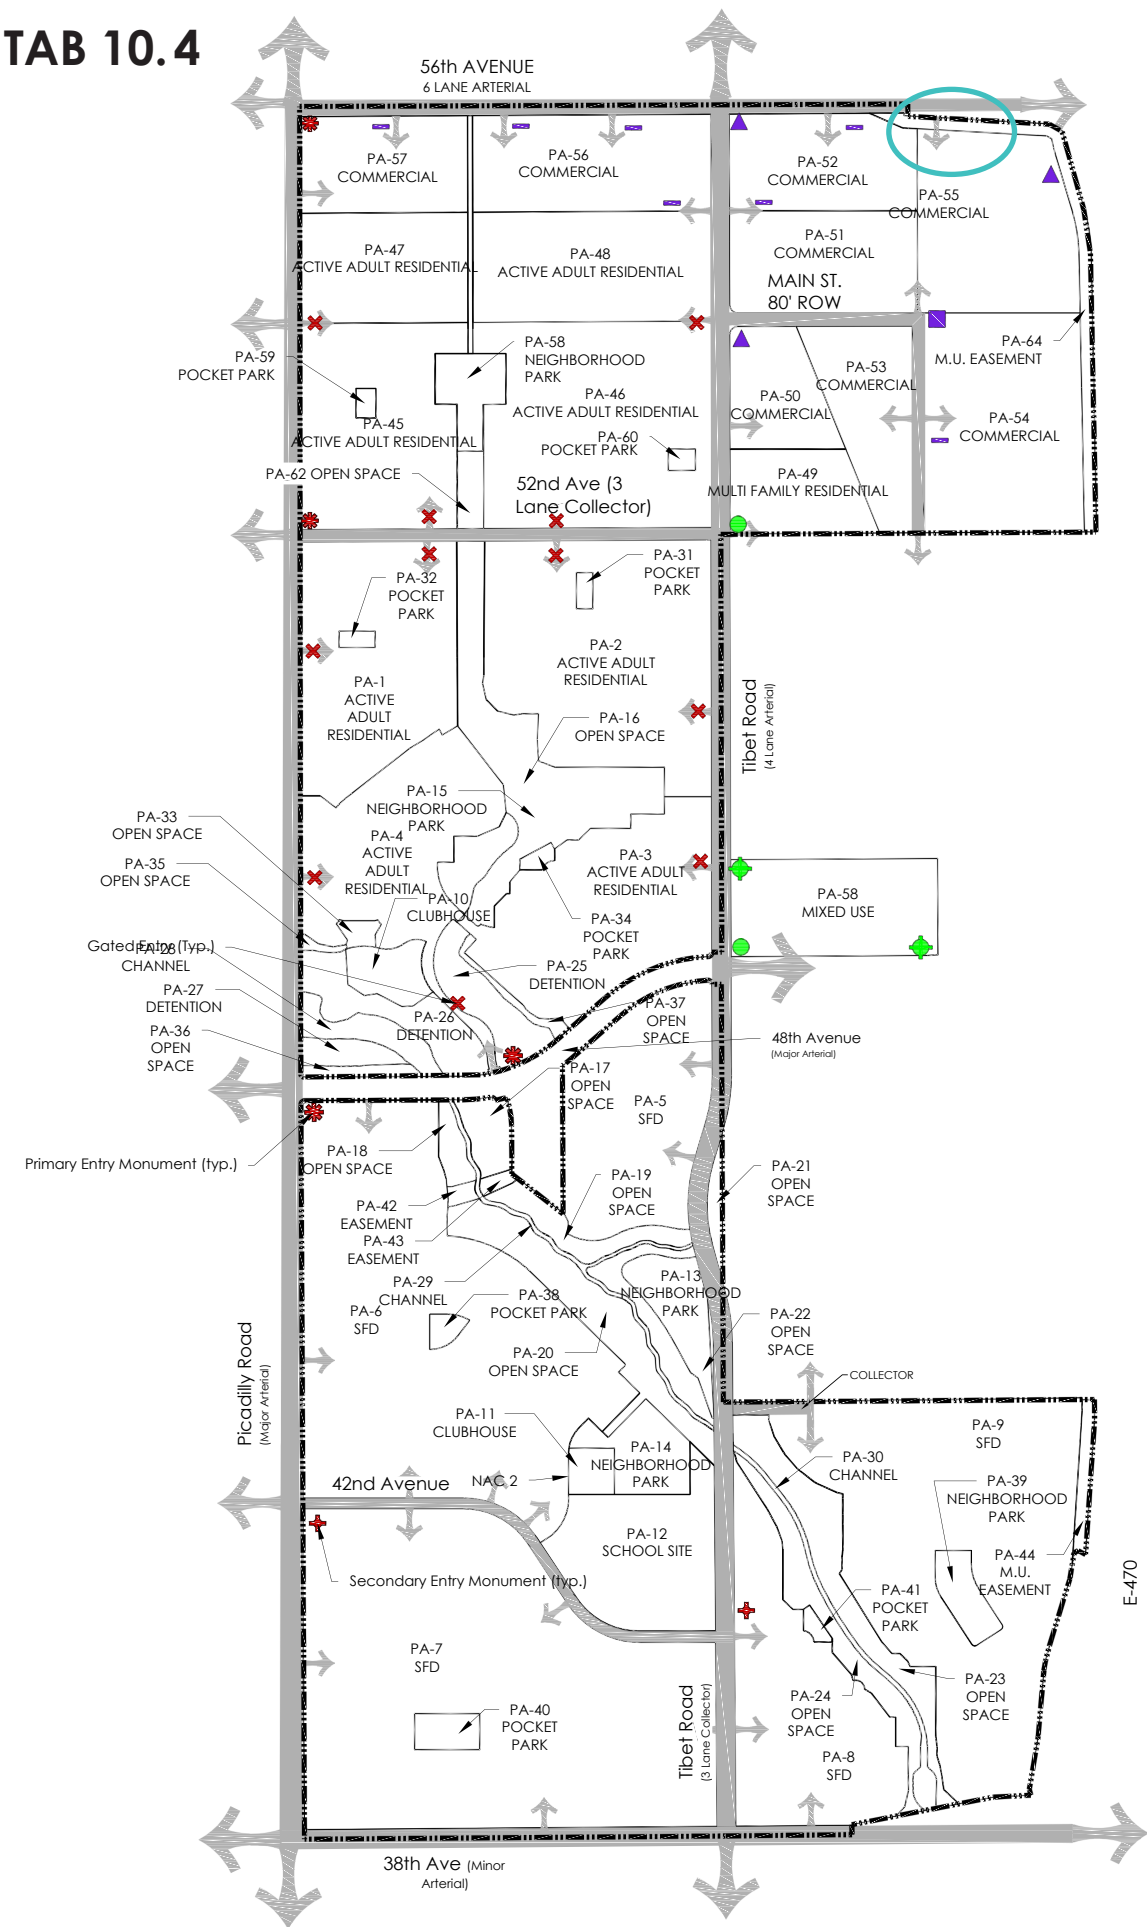 TAB 10.4
56th AVENUE
6 LANE ARTERIAL
PA-57
COMMERCIAL
PA-56
COMMERCIAL
PA-52
COMMERCIAL
PA-55
COMMERCIAL
PA-47
ACTIVE ADULT RESIDENTIAL
PA-48
ACTIVE ADULT RESIDENTIAL
PA-51
COMMERCIAL
MAIN ST.
80' ROW
PA-59
POCKET PARK
PA-58
NEIGHBORHOOD
PARK
PA-64
M.U. EASEMENT
PA-53
COMMERCIAL
PA-46
ACTIVE ADULT RESIDENTIAL
PA-50
COMMERCIAL
PA-45
ACTIVE ADULT RESIDENTIAL
PA-60
POCKET PARK
PA-54
COMMERCIAL
PA-62 OPEN SPACE
52nd Ave (3
Lane Collector)
PA-49
MULTI FAMILY RESIDENTIAL
PA-31
POCKET
PARK
PA-32
POCKET
PARK
PA-2
ACTIVE ADULT
RESIDENTIAL
PA-1
ACTIVE
ADULT
RESIDENTIAL
PA-16
OPEN SPACE
Tibet Road
(4 Lane Arterial)
PA-15
NEIGHBORHOOD
PARK
PA-33
OPEN SPACE
PA-4
ACTIVE
ADULT
RESIDENTIAL
PA-35
OPEN SPACE
PA-3
ACTIVE ADULT
RESIDENTIAL
PA-58
MIXED USE
PA-10
CLUBHOUSE
PA-34
POCKET
PARK
Gated Entry (Typ.)
PA-28
CHANNEL
PA-25
DETENTION
PA-27
DETENTION
PA-26
DETENTION
PA-37
OPEN
SPACE
PA-36
OPEN
SPACE
48th Avenue
(Major Arterial)
PA-17
OPEN
SPACE
PA-5
SFD
PA-18
OPEN SPACE
Primary Entry Monument (typ.)
PA-19
OPEN
SPACE
PA-21
OPEN
SPACE
PA-42
EASEMENT
PA-43
EASEMENT
PA-29
CHANNEL
PA-13
NEIGHBORHOOD
PARK
PA-38
POCKET PARK
PA-6
SFD
PA-22
OPEN
SPACE
PA-20
OPEN SPACE
Picadilly Road
(Major Arterial)
COLLECTOR
PA-11
CLUBHOUSE
PA-9
SFD
PA-14
NEIGHBORHOOD
PARK
PA-30
CHANNEL
NAC 2
42nd Avenue
PA-39
NEIGHBORHOOD
PARK
PA-12
SCHOOL SITE
PA-44
M.U.
EASEMENT
E-470
Secondary Entry Monument (typ.)
PA-41
POCKET
PARK
PA-7
SFD
PA-23
OPEN
SPACE
PA-24
OPEN
SPACE
PA-40
POCKET
PARK
Tibet Road
(3 Lane Collector)
PA-8
SFD
38th Ave (Minor
Arterial)